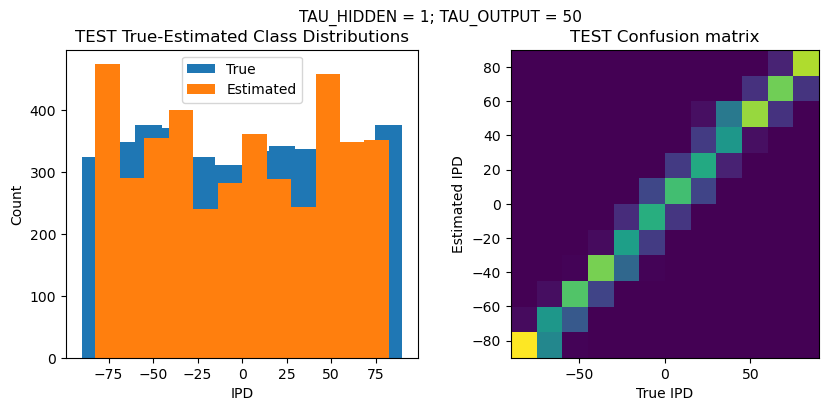 TAU_HIDDEN = 1; TAU_OUTPUT = 50
TEST True-Estimated Class Distributions
True
Estimated
400
300
200
100
0
Count
−75
−50
−25
0
25
50
75
IPD
TEST Confusion matrix
80
60
40
20
0
−20
−40
−60
−80
Estimated IPD
−50
0
50
True IPD